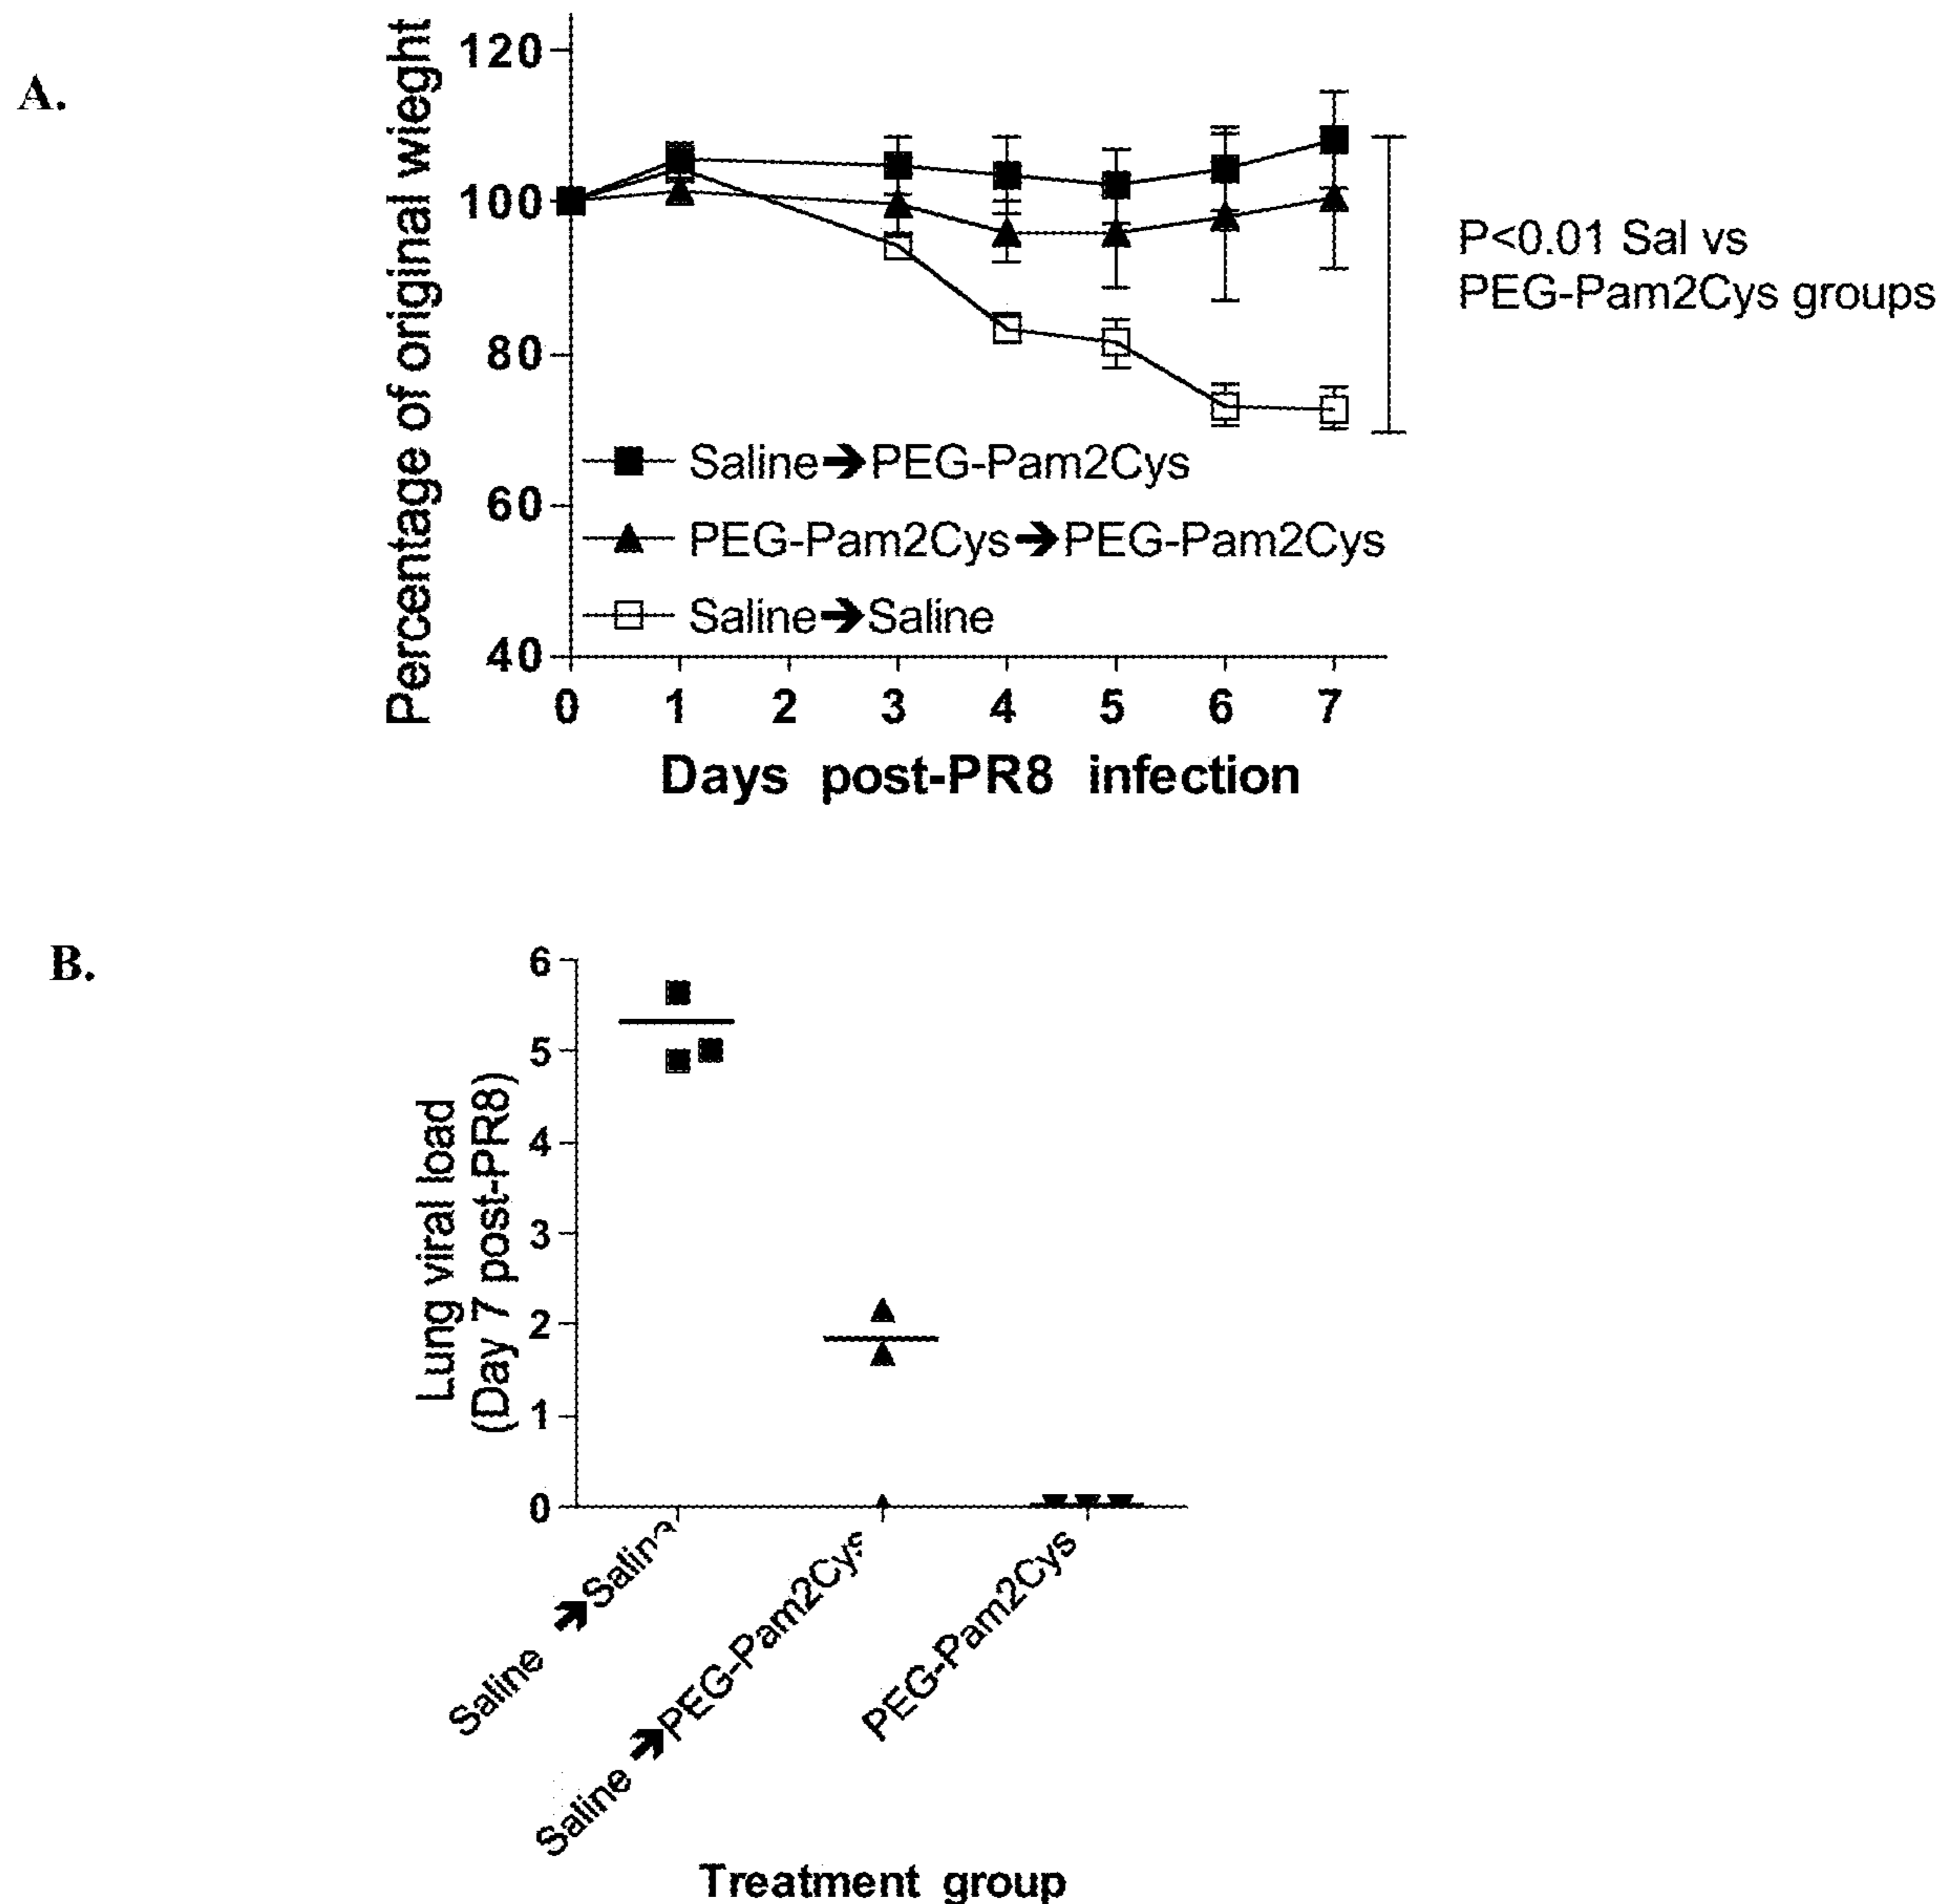 A.
Percentage of original wieght
120
100
80
60
40
P<0.01 Sal vs
PEG-Pam2Cys groups
Saline➔PEG-Pam2Cys
PEG-Pam2Cys➔PEG-Pam2Cys
Saline➔Saline
0 1 2 3 4 5 6 7
Days post-PR8 infection
B.
Lung viral load
(Day 7 post-PR8)
6
5
4
3
2
1
0
Saline ➔Saline
Saline ➔PEG-Pam2Cys
PEG-Pam2Cys
Treatment group